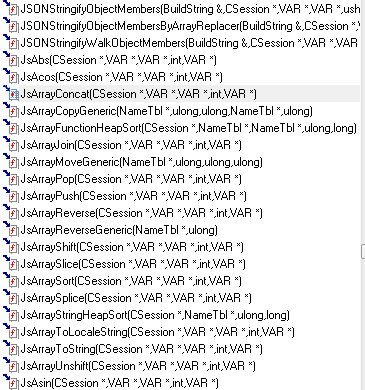 JSONStringifyObjectMembers(BuildString &,CSession *,VAR *,VAR *,ush
JSONStringifyObjectMembersByArrayReplacer(BuildString &,CSession *,V
JSONStringifyWalkObjectMembers(BuildString &,CSession *,VAR *,VAR
JsAbs(CSession *,VAR *,VAR *,int,VAR *)
JsAcos(CSession *,VAR *,VAR *,int,VAR *)
JsArrayConcat(CSession *,VAR *,VAR *,int,VAR *)
JsArrayCopyGeneric(NameTbl *,ulong,ulong,NameTbl *,ulong)
JsArrayFunctionHeapSort(CSession *,NameTbl *,NameTbl *,ulong,long)
JsArrayJoin(CSession *,VAR *,VAR *,int,VAR *)
JsArrayMoveGeneric(NameTbl *,ulong,ulong,ulong)
JsArrayPop(CSession *,VAR *,VAR *,int,VAR *)
JsArrayPush(CSession *,VAR *,VAR *,int,VAR *)
JsArrayReverse(CSession *,VAR *,VAR *,int,VAR *)
JsArrayReverseGeneric(NameTbl *,ulong)
JsArrayShift(CSession *,VAR *,VAR *,int,VAR *)
JsArraySlice(CSession *,VAR *,VAR *,int,VAR *)
JsArraySort(CSession *,VAR *,VAR *,int,VAR *)
JsArraySplice(CSession *,VAR *,VAR *,int,VAR *)
JsArrayStringHeapSort(CSession *,NameTbl *,ulong,long)
JsArrayToLocaleString(CSession *,VAR *,VAR *,int,VAR *)
JsArrayToString(CSession *,VAR *,VAR *,int,VAR *)
JsArrayUnshift(CSession *,VAR *,VAR *,int,VAR *)
JsAsin(CSession *,VAR *,VAR *,int,VAR *)